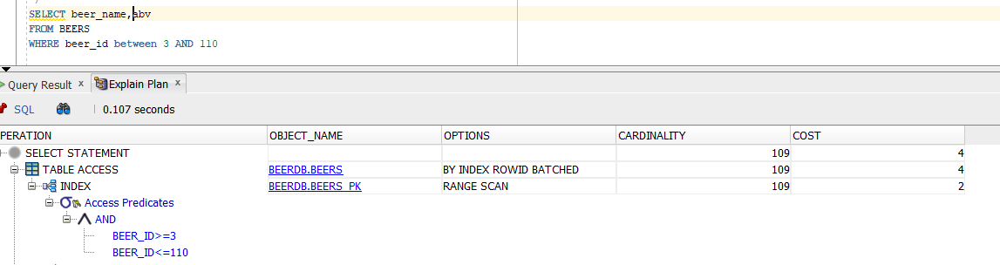 SELECT beer_name,abv
FROM BEERS
WHERE beer_id between 3 AND 110
Query Result x Explain Plan x
SQL 0.107 seconds
PERATION OBJECT_NAME OPTIONS CARDINALITY COST
SELECT STATEMENT 109 4
TABLE ACCESS BEERDB.BEERS BY INDEX ROWID BATCHED 109 4
INDEX BEERDB.BEERS_PK RANGE SCAN 109 2
Access Predicates
AND
BEER_ID>=3
BEER_ID<=110